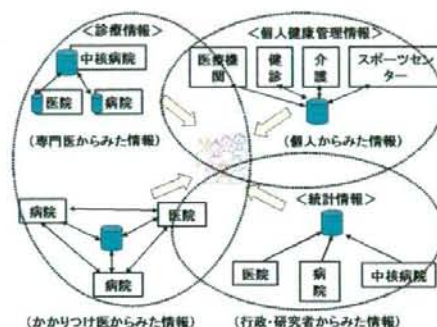 <診療情報>
中核病院
医院
病院
(専門医からみた情報)
<個人健康管理情報>
医療機
関
健
診
介
護
スポーツセン
ター
(個人からみた情報)
病院
医院
病院
(かかりつけ医からみた情報)
<統計情報>
医院
病
院
中核病院
(行政・研究者からみた情報)